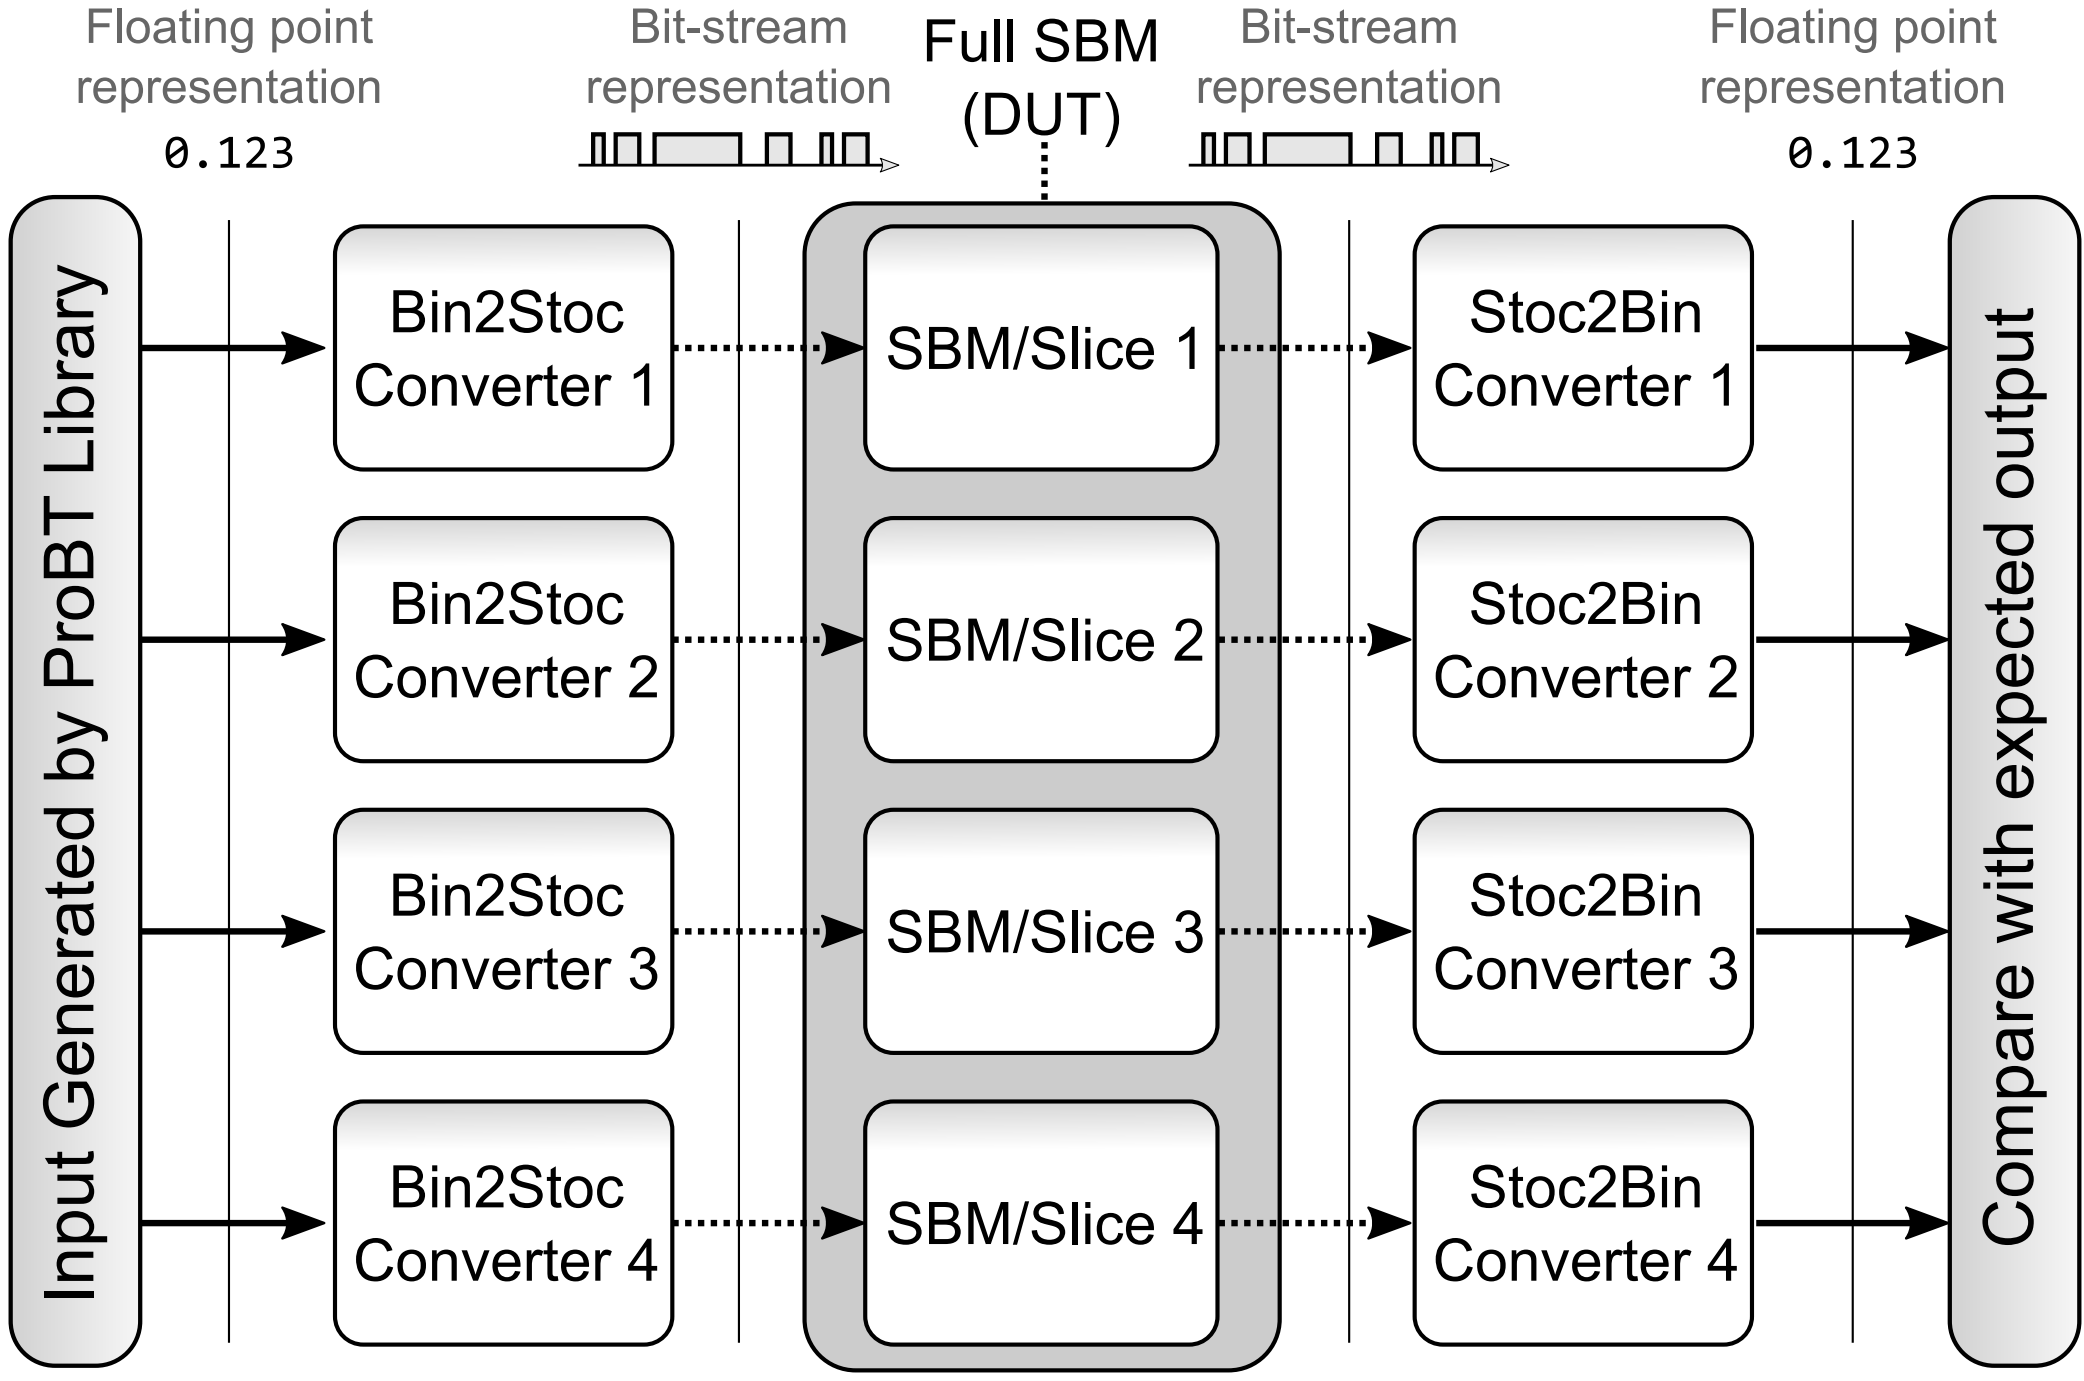 Floating point
representation
0.123
Bit-stream
representation
Full SBM
(DUT)
Bit-stream
representation
Floating point
representation
0.123
Input Generated by ProBT Library
Bin2Stoc
Converter 1
SBM/Slice 1
Stoc2Bin
Converter 1
Bin2Stoc
Converter 2
SBM/Slice 2
Stoc2Bin
Converter 2
Bin2Stoc
Converter 3
SBM/Slice 3
Stoc2Bin
Converter 3
Bin2Stoc
Converter 4
SBM/Slice 4
Stoc2Bin
Converter 4
Compare with expected output